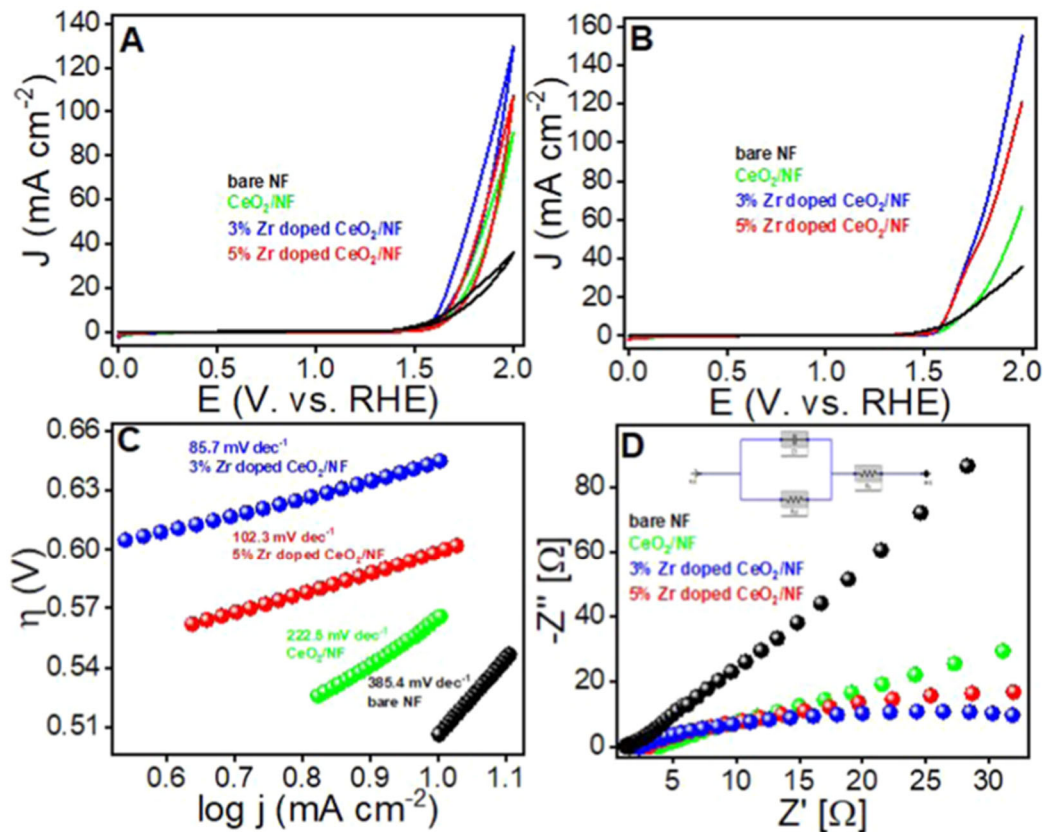 A
J (mA cm⁻²)
140
120
100
80
60
40
20
0
bare NF
CeO₂/NF
3% Zr doped CeO₂/NF
5% Zr doped CeO₂/NF
0.0 0.5 1.0 1.5 2.0
E (V. vs. RHE)
B
J (mA cm⁻²)
160
140
120
100
80
60
40
20
0
bare NF
CeO₂/NF
3% Zr doped CeO₂/NF
5% Zr doped CeO₂/NF
0.0 0.5 1.0 1.5 2.0
E (V. vs. RHE)
C
η (V)
0.66
0.63
0.60
0.57
0.54
0.51
85.7 mV dec⁻¹
3% Zr doped CeO₂/NF
102.3 mV dec⁻¹
5% Zr doped CeO₂/NF
222.5 mV dec⁻¹
CeO₂/NF
385.4 mV dec⁻¹
bare NF
0.6 0.7 0.8 0.9 1.0 1.1
log j (mA cm⁻²)
D
-Z'' [Ω]
80
60
40
20
0
bare NF
CeO₂/NF
3% Zr doped CeO₂/NF
5% Zr doped CeO₂/NF
5 10 15 20 25 30
Z' [Ω]